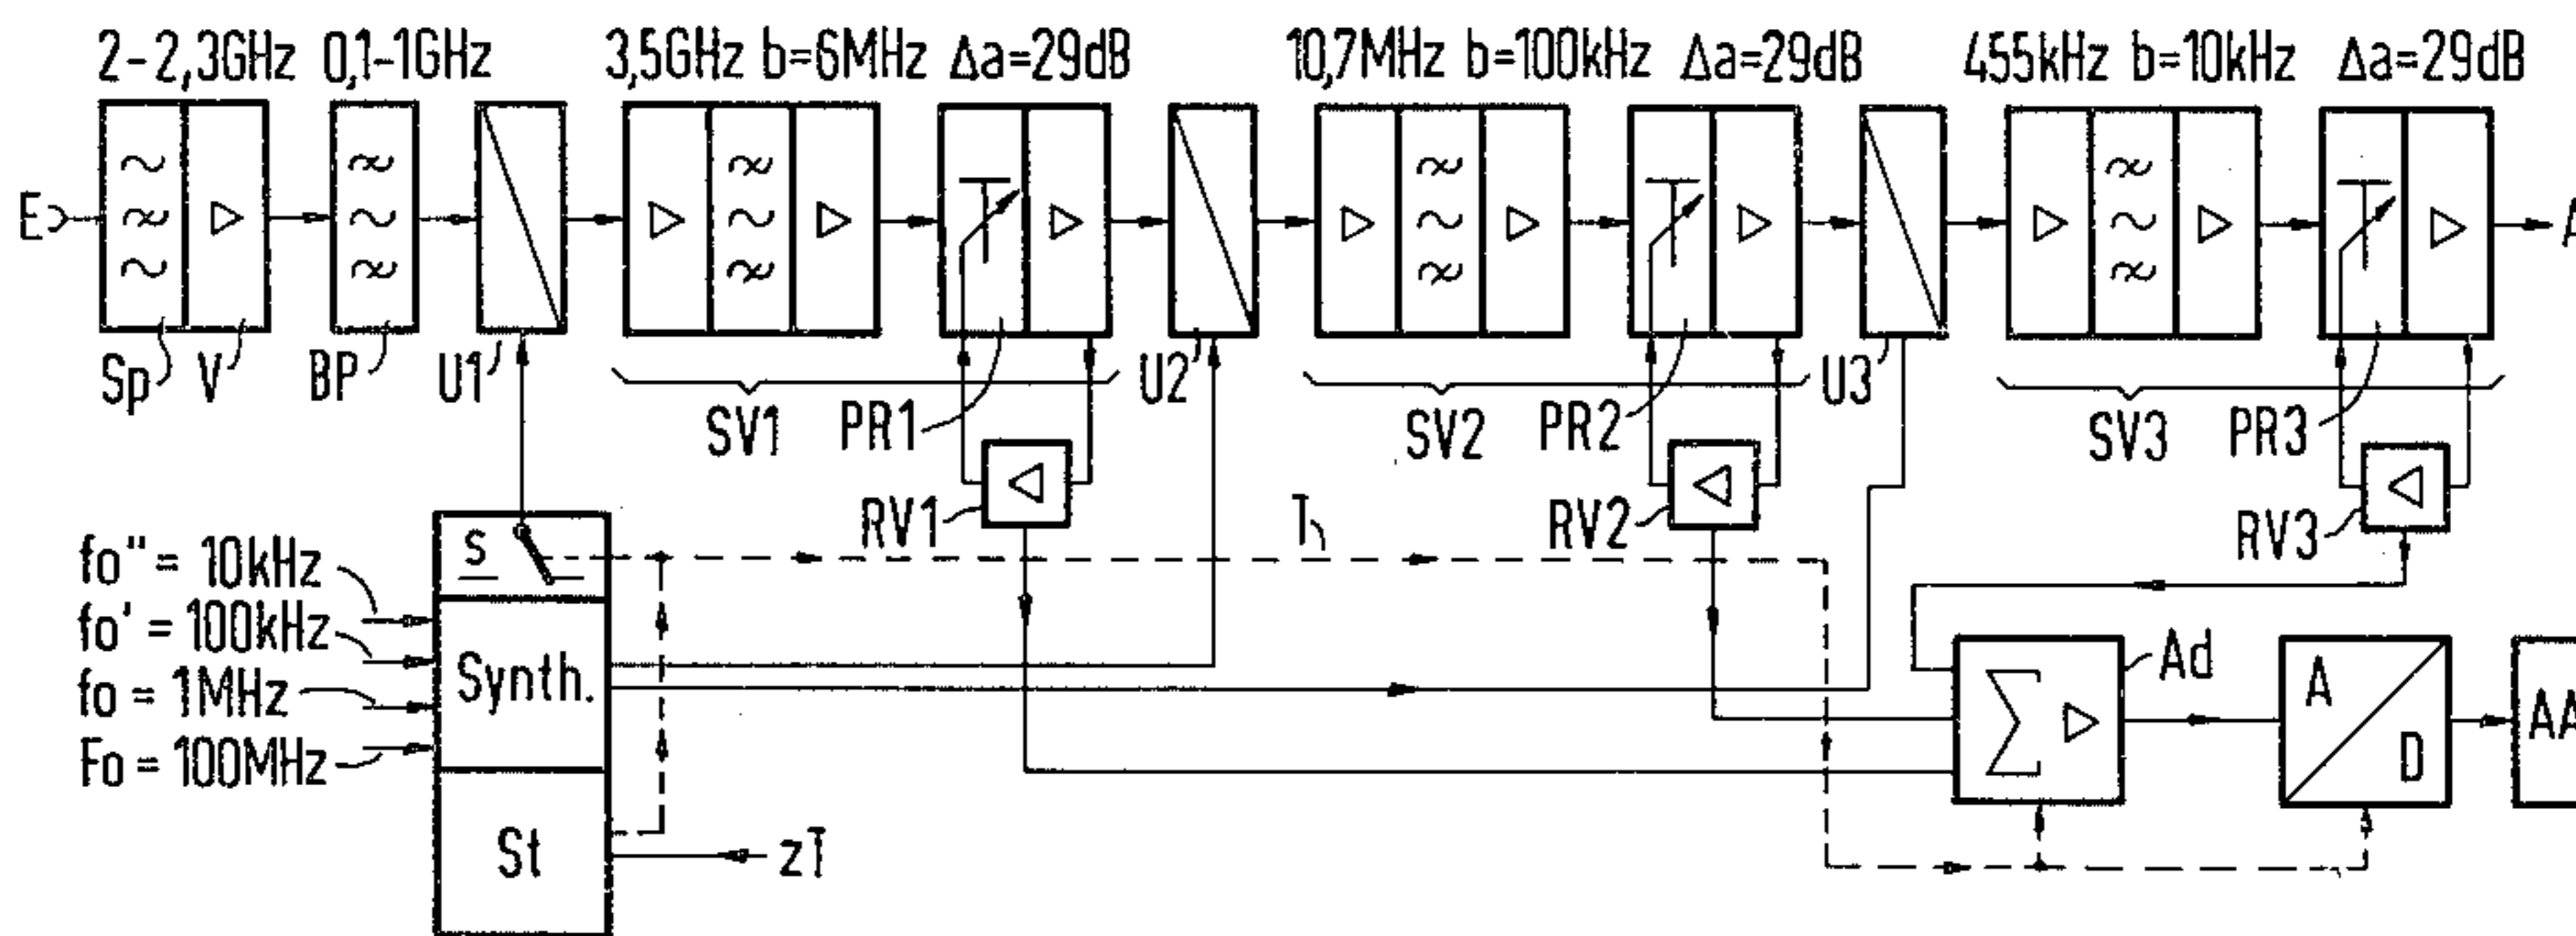 2-2,3GHz 0,1-1GHz 3,5GHz b=6MHz Δa=29dB 10,7MHz b=100kHz Δa=29dB 455kHz b=10kHz Δa=29dB
E
Sp V BP U1 SV1 PR1 U2 SV2 PR2 U3 SV3 PR3
RV1 T RV2 RV3
S
fo" = 10kHz
fo' = 100kHz
fo = 1MHz
Fo = 100MHz
Synth.
Σ Ad
A
D
AA
St
zT